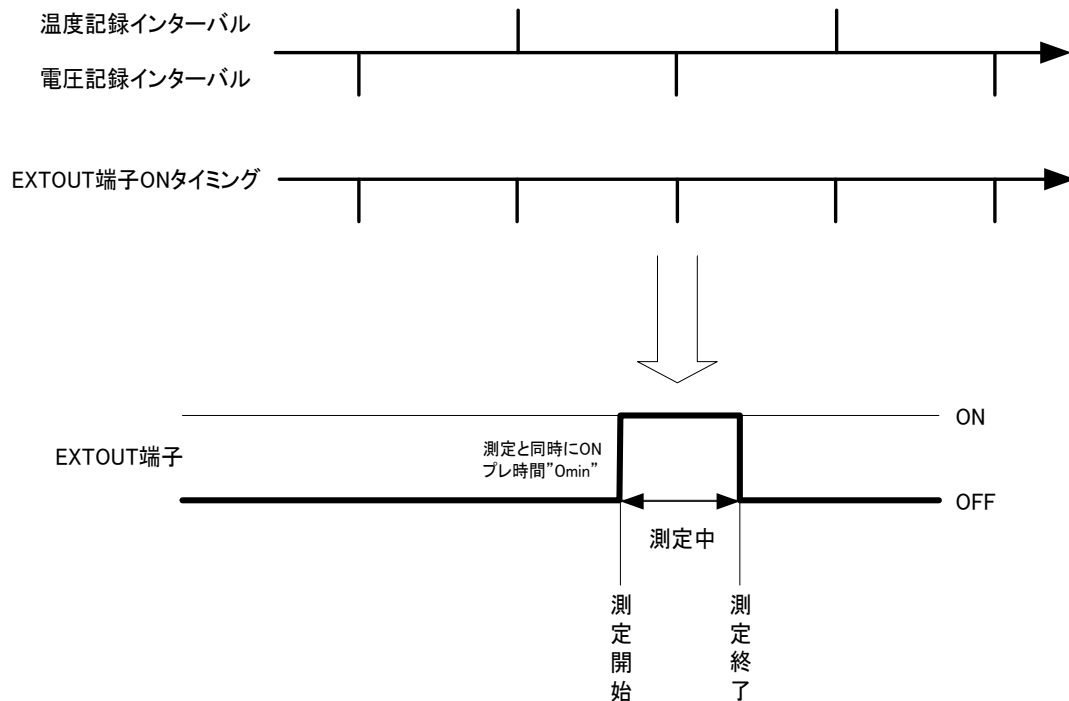 温度記録インターバル
電圧記録インターバル
EXTOUT端子ONタイミング
ON
測定と同時にON
プレ時間"0min"
EXTOUT端子
OFF
測定中
測定開始
測定終了